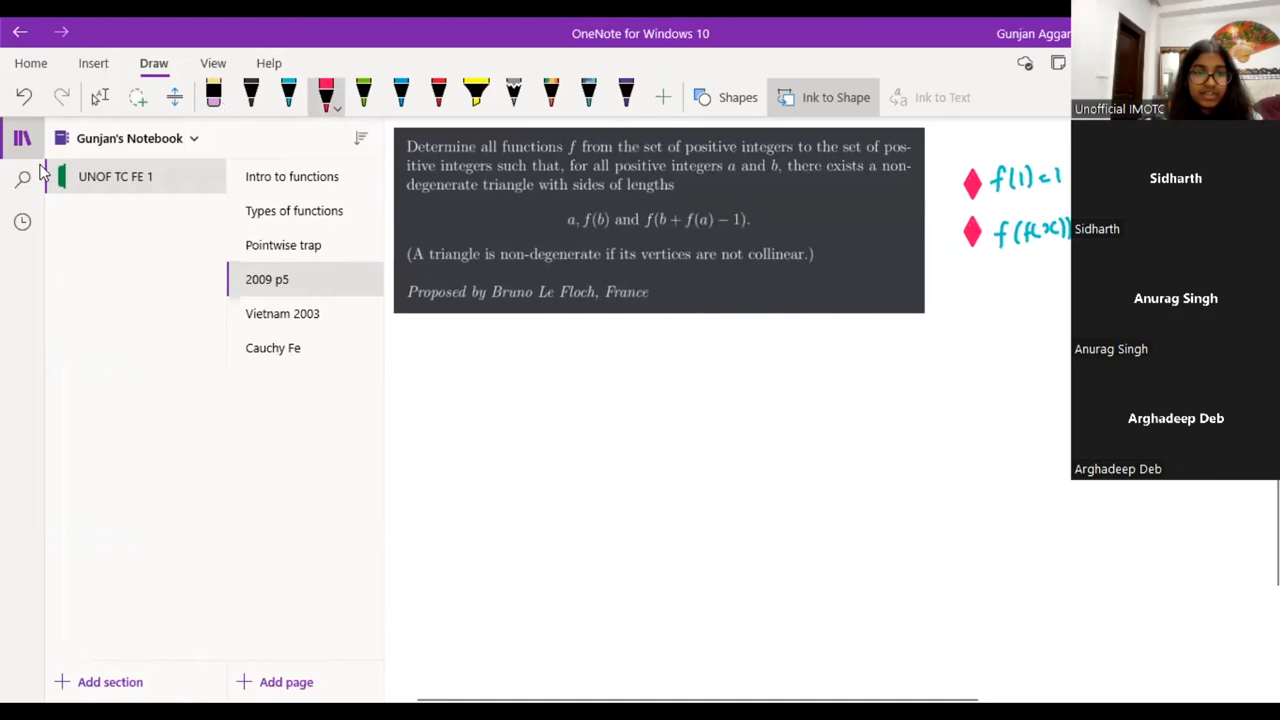 OneNote for Windows 10
Gunjan Aggar
Home
Insert
Draw
View
Help
Shapes
Ink to Shape
Ink to Text
Unofficial IMOTC
Gunjan's Notebook
UNOF TC FE 1
Intro to functions
Types of functions
Pointwise trap
2009 p5
Vietnam 2003
Cauchy Fe
Determine all functions f from the set of positive integers to the set of pos-
itive integers such that, for all positive integers a and b, there exists a non-
degenerate triangle with sides of lengths
a, f(b) and f(b + f(a) − 1).
(A triangle is non-degenerate if its vertices are not collinear.)
Proposed by Bruno Le Floch, France
f(1)=1
f(f(x))
Sidharth
Sidharth
Anurag Singh
Anurag Singh
Arghadeep Deb
Arghadeep Deb
Add section
Add page